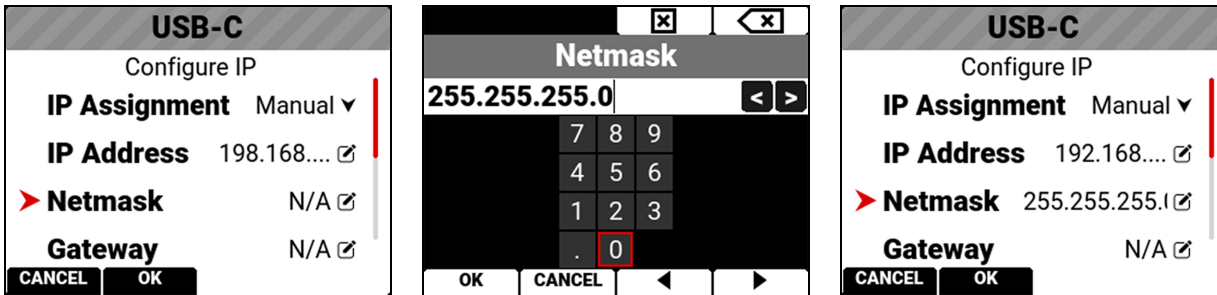 USB-C
Configure IP
IP Assignment Manual
IP Address 198.168....
Netmask N/A
Gateway N/A
CANCEL OK
Netmask
255.255.255.0
< >
7 8 9
4 5 6
1 2 3
. 0
OK CANCEL
USB-C
Configure IP
IP Assignment Manual
IP Address 192.168....
Netmask 255.255.255.(
Gateway N/A
CANCEL OK